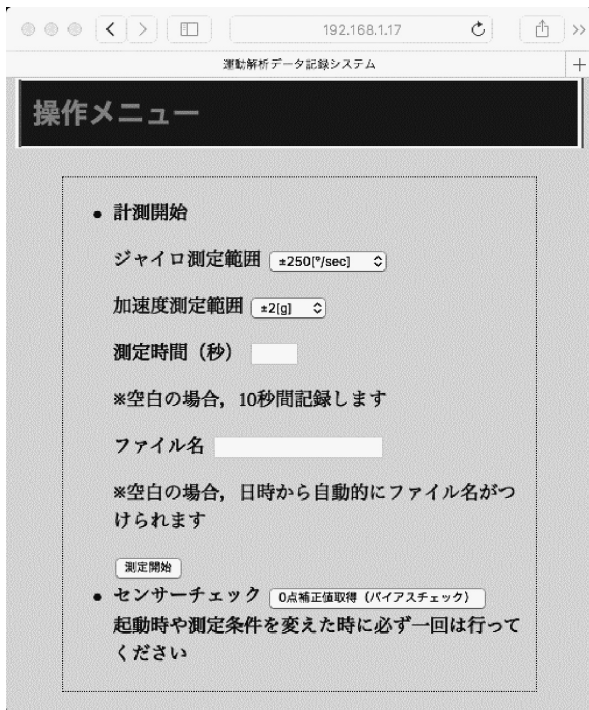 192.168.1.17
運動解析データ記録システム
操作メニュー
計測開始
ジャイロ測定範囲 ±250[°/sec]
加速度測定範囲 ±2[g]
測定時間（秒）
※空白の場合，10秒間記録します
ファイル名
※空白の場合，日時から自動的にファイル名がつ
けられます
測定開始
センサーチェック 0点補正値取得（バイアスチェック）
起動時や測定条件を変えた時に必ず一回は行って
ください